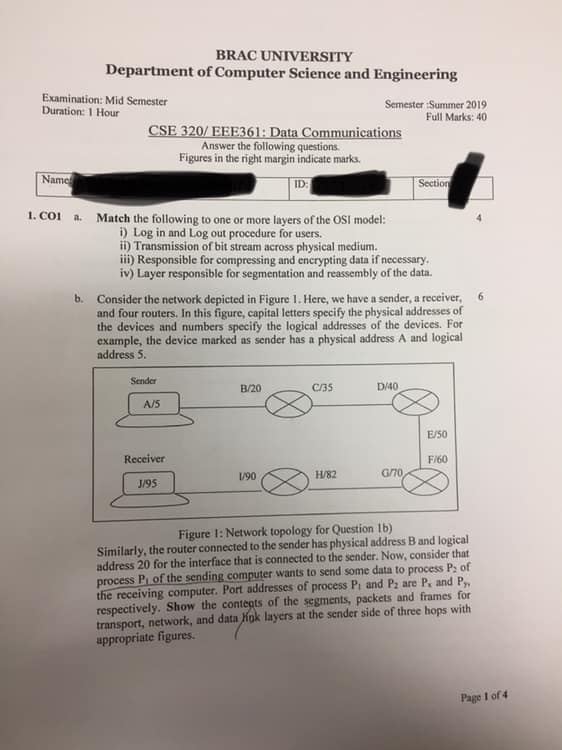 BRAC UNIVERSITY
Department of Computer Science and Engineering
Examination: Mid Semester
Semester :Summer 2019
Duration: 1 Hour
Full Marks: 40
CSE 320/ EEE361: Data Communications
Answer the following questions.
Figures in the right margin indicate marks.
Name
ID:
Section
1. CO1 a. Match the following to one or more layers of the OSI model: 4
i) Log in and Log out procedure for users.
ii) Transmission of bit stream across physical medium.
iii) Responsible for compressing and encrypting data if necessary.
iv) Layer responsible for segmentation and reassembly of the data.
b. Consider the network depicted in Figure 1. Here, we have a sender, a receiver, 6
and four routers. In this figure, capital letters specify the physical addresses of
the devices and numbers specify the logical addresses of the devices. For
example, the device marked as sender has a physical address A and logical
address 5.
Sender
B/20
C/35
D/40
A/5
E/50
Receiver
F/60
I/90
H/82
G/70
J/95
Figure 1: Network topology for Question 1b)
Similarly, the router connected to the sender has physical address B and logical
address 20 for the interface that is connected to the sender. Now, consider that
process P₁ of the sending computer wants to send some data to process P₂ of
the receiving computer. Port addresses of process P₁ and P₂ are Pₓ and Pᵧ,
respectively. Show the contents of the segments, packets and frames for
transport, network, and data link layers at the sender side of three hops with
appropriate figures.
Page 1 of 4